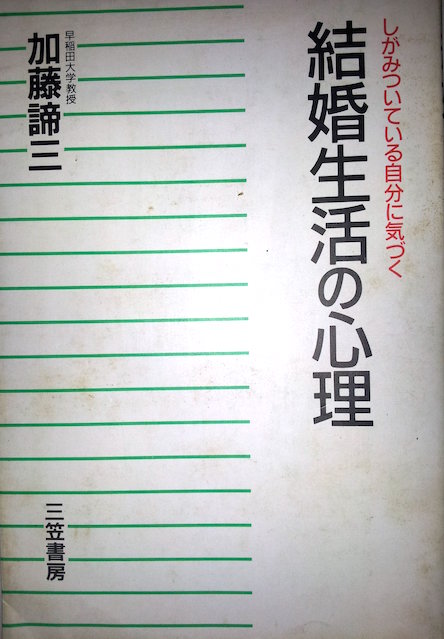 しがみついている自分に気づく
結婚生活の心理
早稲田大学教授
加藤諦三
三笠書房